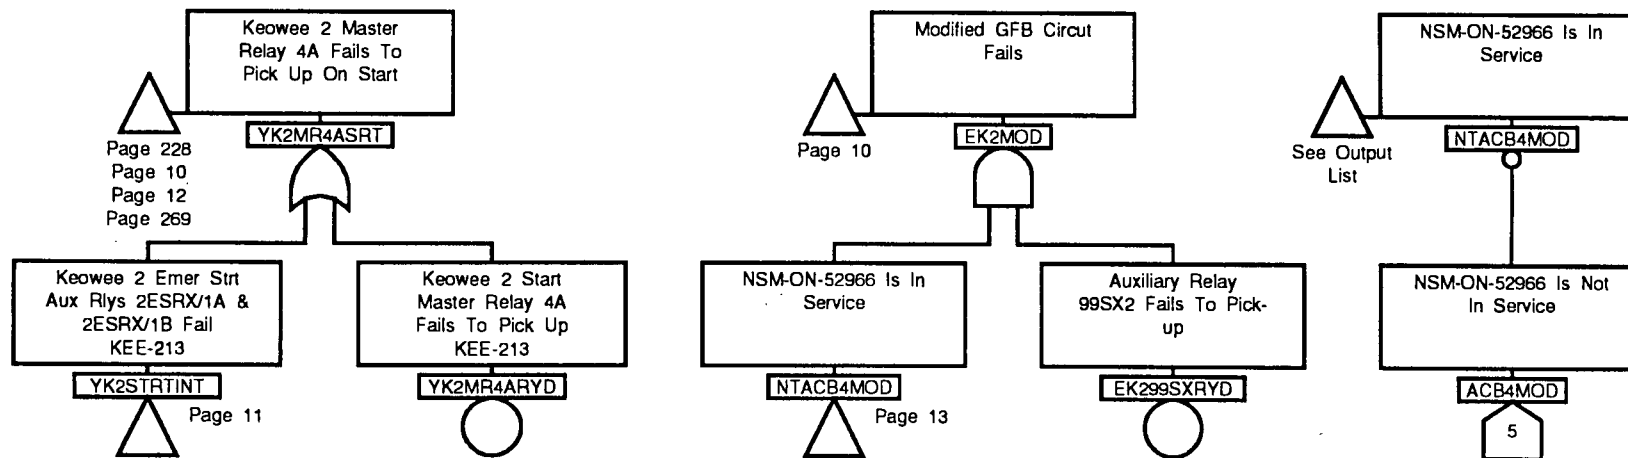 Keowee 2 Master
Relay 4A Fails To
Pick Up On Start
YK2MR4ASRT
Page 228
Page 10
Page 12
Page 269
Keowee 2 Emer Strt
Aux Rlys 2ESRX/1A &
2ESRX/1B Fail
KEE-213
YK2STRTINT
Page 11
Keowee 2 Start
Master Relay 4A
Fails To Pick Up
KEE-213
YK2MR4ARYD
Modified GFB Circut
Fails
EK2MOD
Page 10
NSM-ON-52966 Is In
Service
NTACB4MOD
Page 13
Auxiliary Relay
99SX2 Fails To Pick-
up
EK299SXRYD
NSM-ON-52966 Is In
Service
NTACB4MOD
See Output
List
NSM-ON-52966 Is Not
In Service
ACB4MOD
5